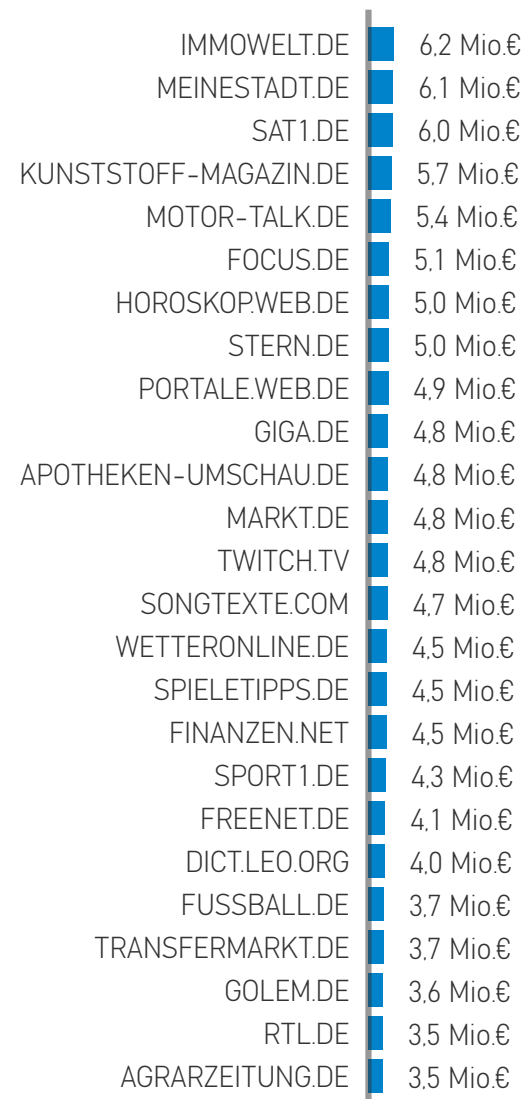 IMMOWELT.DE 6,2 Mio.€
MEINESTADT.DE 6,1 Mio.€
SAT1.DE 6,0 Mio.€
KUNSTSTOFF-MAGAZIN.DE 5,7 Mio.€
MOTOR-TALK.DE 5,4 Mio.€
FOCUS.DE 5,1 Mio.€
HOROSKOP.WEB.DE 5,0 Mio.€
STERN.DE 5,0 Mio.€
PORTALE.WEB.DE 4,9 Mio.€
GIGA.DE 4,8 Mio.€
APOTHEKEN-UMSCHAU.DE 4,8 Mio.€
MARKT.DE 4,8 Mio.€
TWITCH.TV 4,8 Mio.€
SONGTEXTE.COM 4,7 Mio.€
WETTERONLINE.DE 4,5 Mio.€
SPIELETIPPS.DE 4,5 Mio.€
FINANZEN.NET 4,5 Mio.€
SPORT1.DE 4,3 Mio.€
FREENET.DE 4,1 Mio.€
DICT.LEO.ORG 4,0 Mio.€
FUSSBALL.DE 3,7 Mio.€
TRANSFERMARKT.DE 3,7 Mio.€
GOLEM.DE 3,6 Mio.€
RTL.DE 3,5 Mio.€
AGRARZEITUNG.DE 3,5 Mio.€